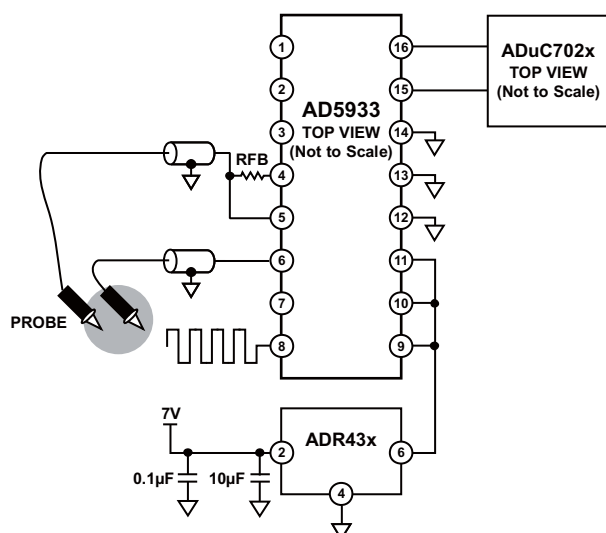 1
2
3
4
5
6
7
8
16
15
14
13
12
11
10
9
AD5933
TOP VIEW
(Not to Scale)
ADuC702x
TOP VIEW
(Not to Scale)
RFB
PROBE
7V
0.1µF
10µF
2
ADR43x
6
4